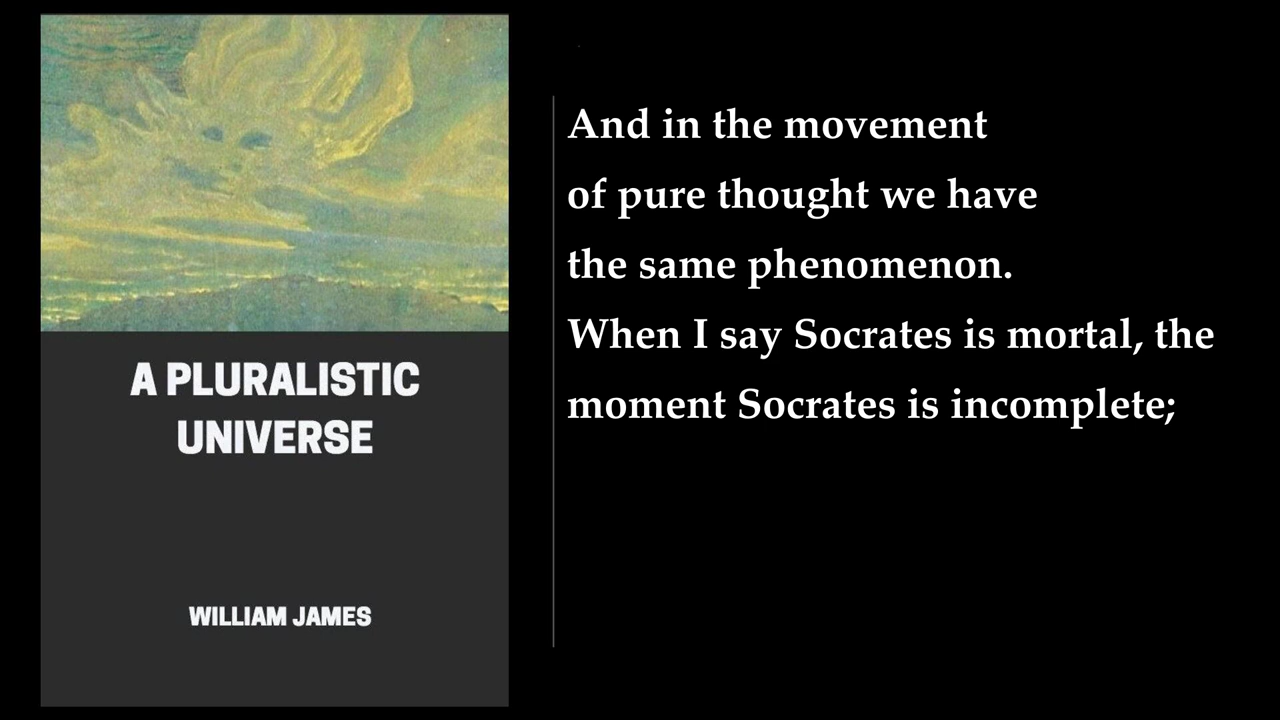 A PLURALISTIC
UNIVERSE
WILLIAM JAMES
And in the movement
of pure thought we have
the same phenomenon.
When I say Socrates is mortal, the
moment Socrates is incomplete;